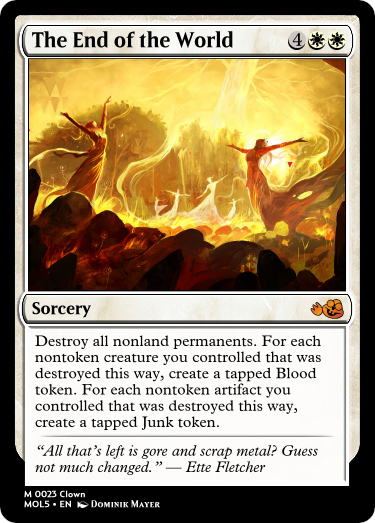 The End of the World 4
Sorcery
Destroy all nonland permanents. For each
nontoken creature you controlled that was
destroyed this way, create a tapped Blood
token. For each nontoken artifact you
controlled that was destroyed this way,
create a tapped Junk token.
“All that’s left is gore and scrap metal? Guess
not much changed.” — Ette Fletcher
M 0023 Clown
MOL5 • EN Dominik Mayer